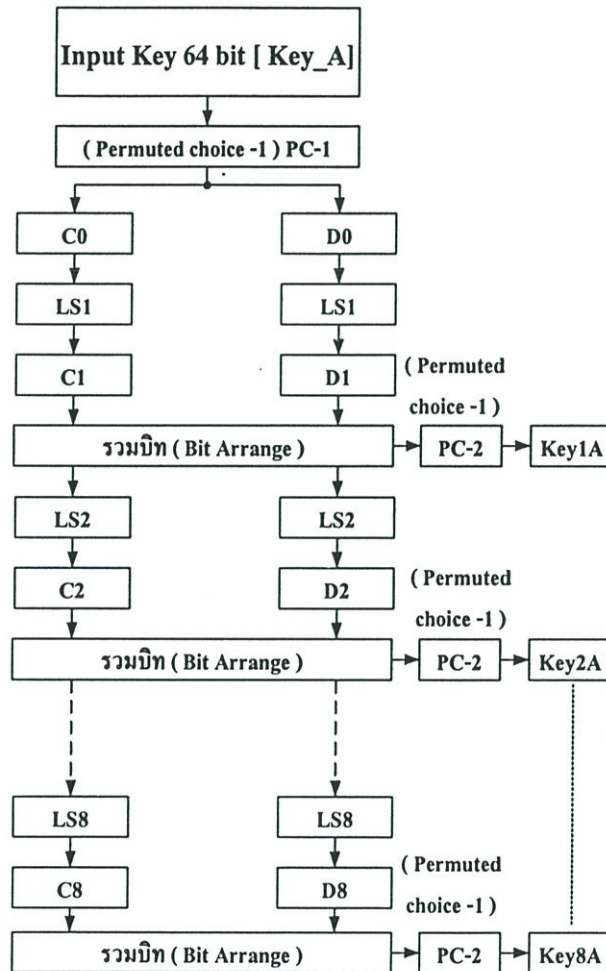 Input Key 64 bit [ Key_A]
( Permuted choice -1 ) PC-1
C0
D0
LS1
LS1
C1
D1
( Permuted
choice -1 )
รวมบิท ( Bit Arrange )
PC-2
Key1A
LS2
LS2
C2
D2
( Permuted
choice -1 )
รวมบิท ( Bit Arrange )
PC-2
Key2A
LS8
LS8
C8
D8
( Permuted
choice -1 )
รวมบิท ( Bit Arrange )
PC-2
Key8A